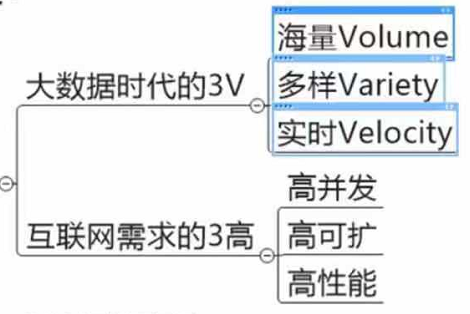 大数据时代的3V
海量Volume
多样Variety
实时Velocity
互联网需求的3高
高并发
高可扩
高性能